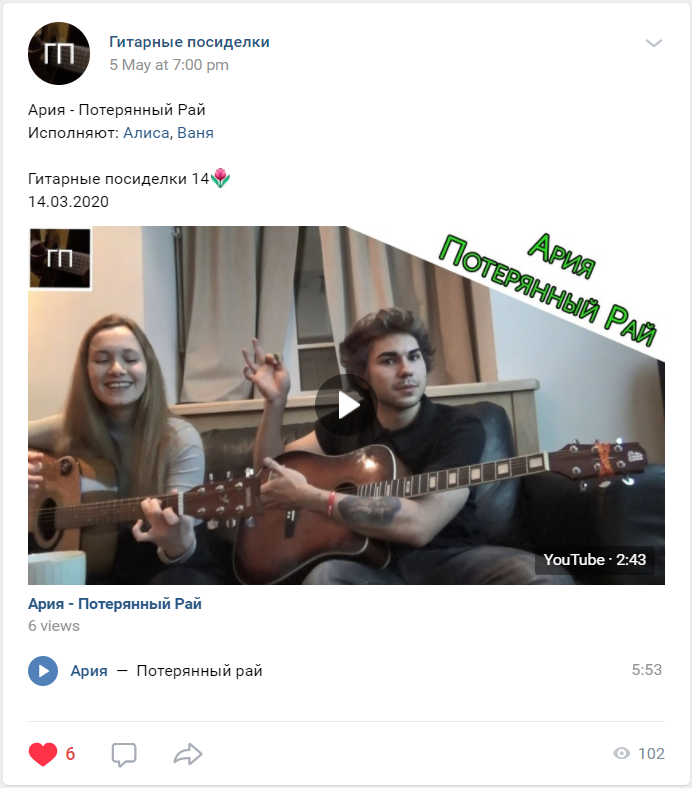 ГП
Гитарные посиделки
5 May at 7:00 pm
Ария - Потерянный Рай
Исполняют: Алиса, Ваня
Гитарные посиделки 14🌷
14.03.2020
ГП
Ария
Потерянный Рай
YouTube · 2:43
Ария - Потерянный Рай
6 views
Ария — Потерянный рай 5:53
6 102